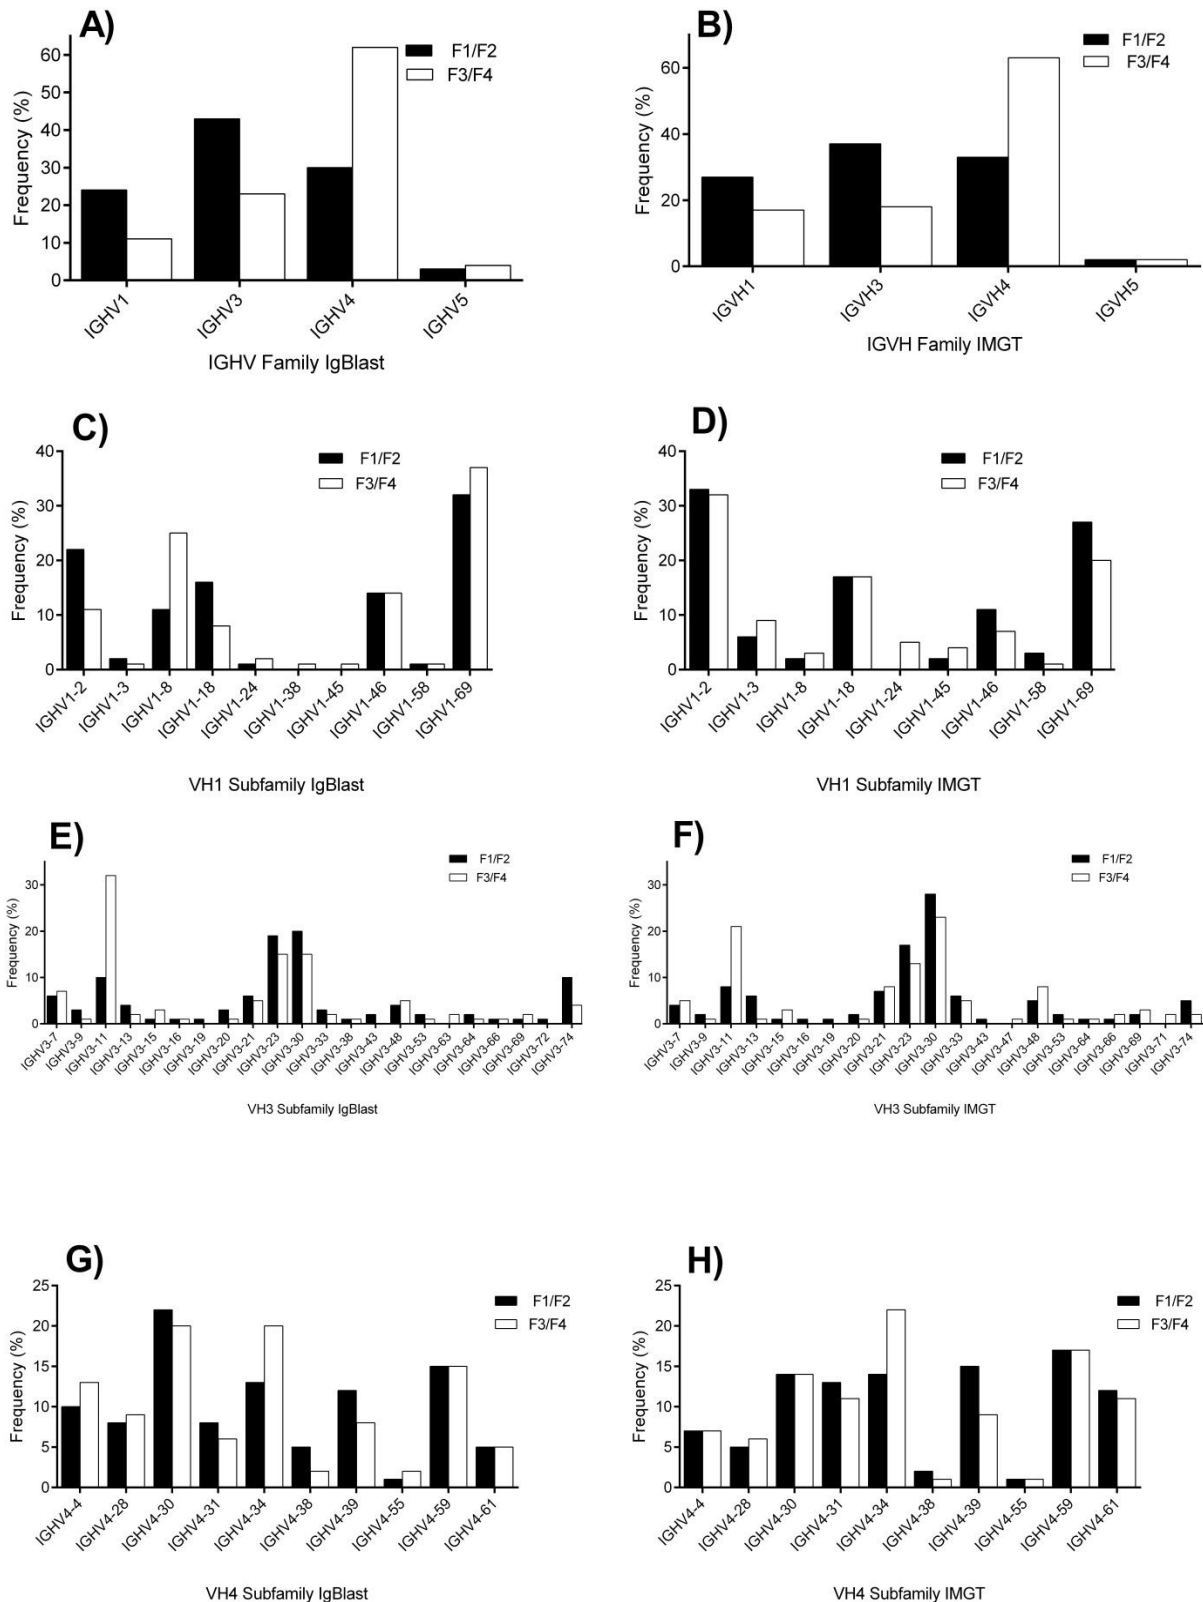 A)
F1/F2
F3/F4
Frequency (%)
60
50
40
30
20
10
0
IGHV1
IGHV3
IGHV4
IGHV5
IGHV Family IgBlast
B)
F1/F2
F3/F4
Frequency (%)
60
40
20
0
IGVH1
IGVH3
IGVH4
IGVH5
IGVH Family IMGT
C)
F1/F2
F3/F4
Frequency (%)
40
30
20
10
0
IGHV1-2
IGHV1-3
IGHV1-8
IGHV1-18
IGHV1-24
IGHV1-38
IGHV1-45
IGHV1-46
IGHV1-58
IGHV1-69
VH1 Subfamily IgBlast
D)
F1/F2
F3/F4
Frequency (%)
40
30
20
10
0
IGHV1-2
IGHV1-3
IGHV1-8
IGHV1-18
IGHV1-24
IGHV1-45
IGHV1-46
IGHV1-58
IGHV1-69
VH1 Subfamily IMGT
E)
F1/F2
F3/F4
Frequency (%)
30
20
10
0
IGHV3-7
IGHV3-9
IGHV3-11
IGHV3-13
IGHV3-15
IGHV3-16
IGHV3-19
IGHV3-20
IGHV3-21
IGHV3-23
IGHV3-30
IGHV3-33
IGHV3-38
IGHV3-43
IGHV3-48
IGHV3-53
IGHV3-63
IGHV3-64
IGHV3-66
IGHV3-69
IGHV3-72
IGHV3-74
VH3 Subfamily IgBlast
F)
F1/F2
F3/F4
Frequency (%)
30
20
10
0
IGHV3-7
IGHV3-9
IGHV3-11
IGHV3-13
IGHV3-15
IGHV3-16
IGHV3-19
IGHV3-20
IGHV3-21
IGHV3-23
IGHV3-30
IGHV3-33
IGHV3-43
IGHV3-47
IGHV3-48
IGHV3-53
IGHV3-64
IGHV3-66
IGHV3-69
IGHV3-71
IGHV3-74
VH3 Subfamily IMGT
G)
F1/F2
F3/F4
Frequency (%)
25
20
15
10
5
0
IGHV4-4
IGHV4-28
IGHV4-30
IGHV4-31
IGHV4-34
IGHV4-38
IGHV4-39
IGHV4-55
IGHV4-59
IGHV4-61
VH4 Subfamily IgBlast
H)
F1/F2
F3/F4
Frequency (%)
25
20
15
10
5
0
IGHV4-4
IGHV4-28
IGHV4-30
IGHV4-31
IGHV4-34
IGHV4-38
IGHV4-39
IGHV4-55
IGHV4-59
IGHV4-61
VH4 Subfamily IMGT